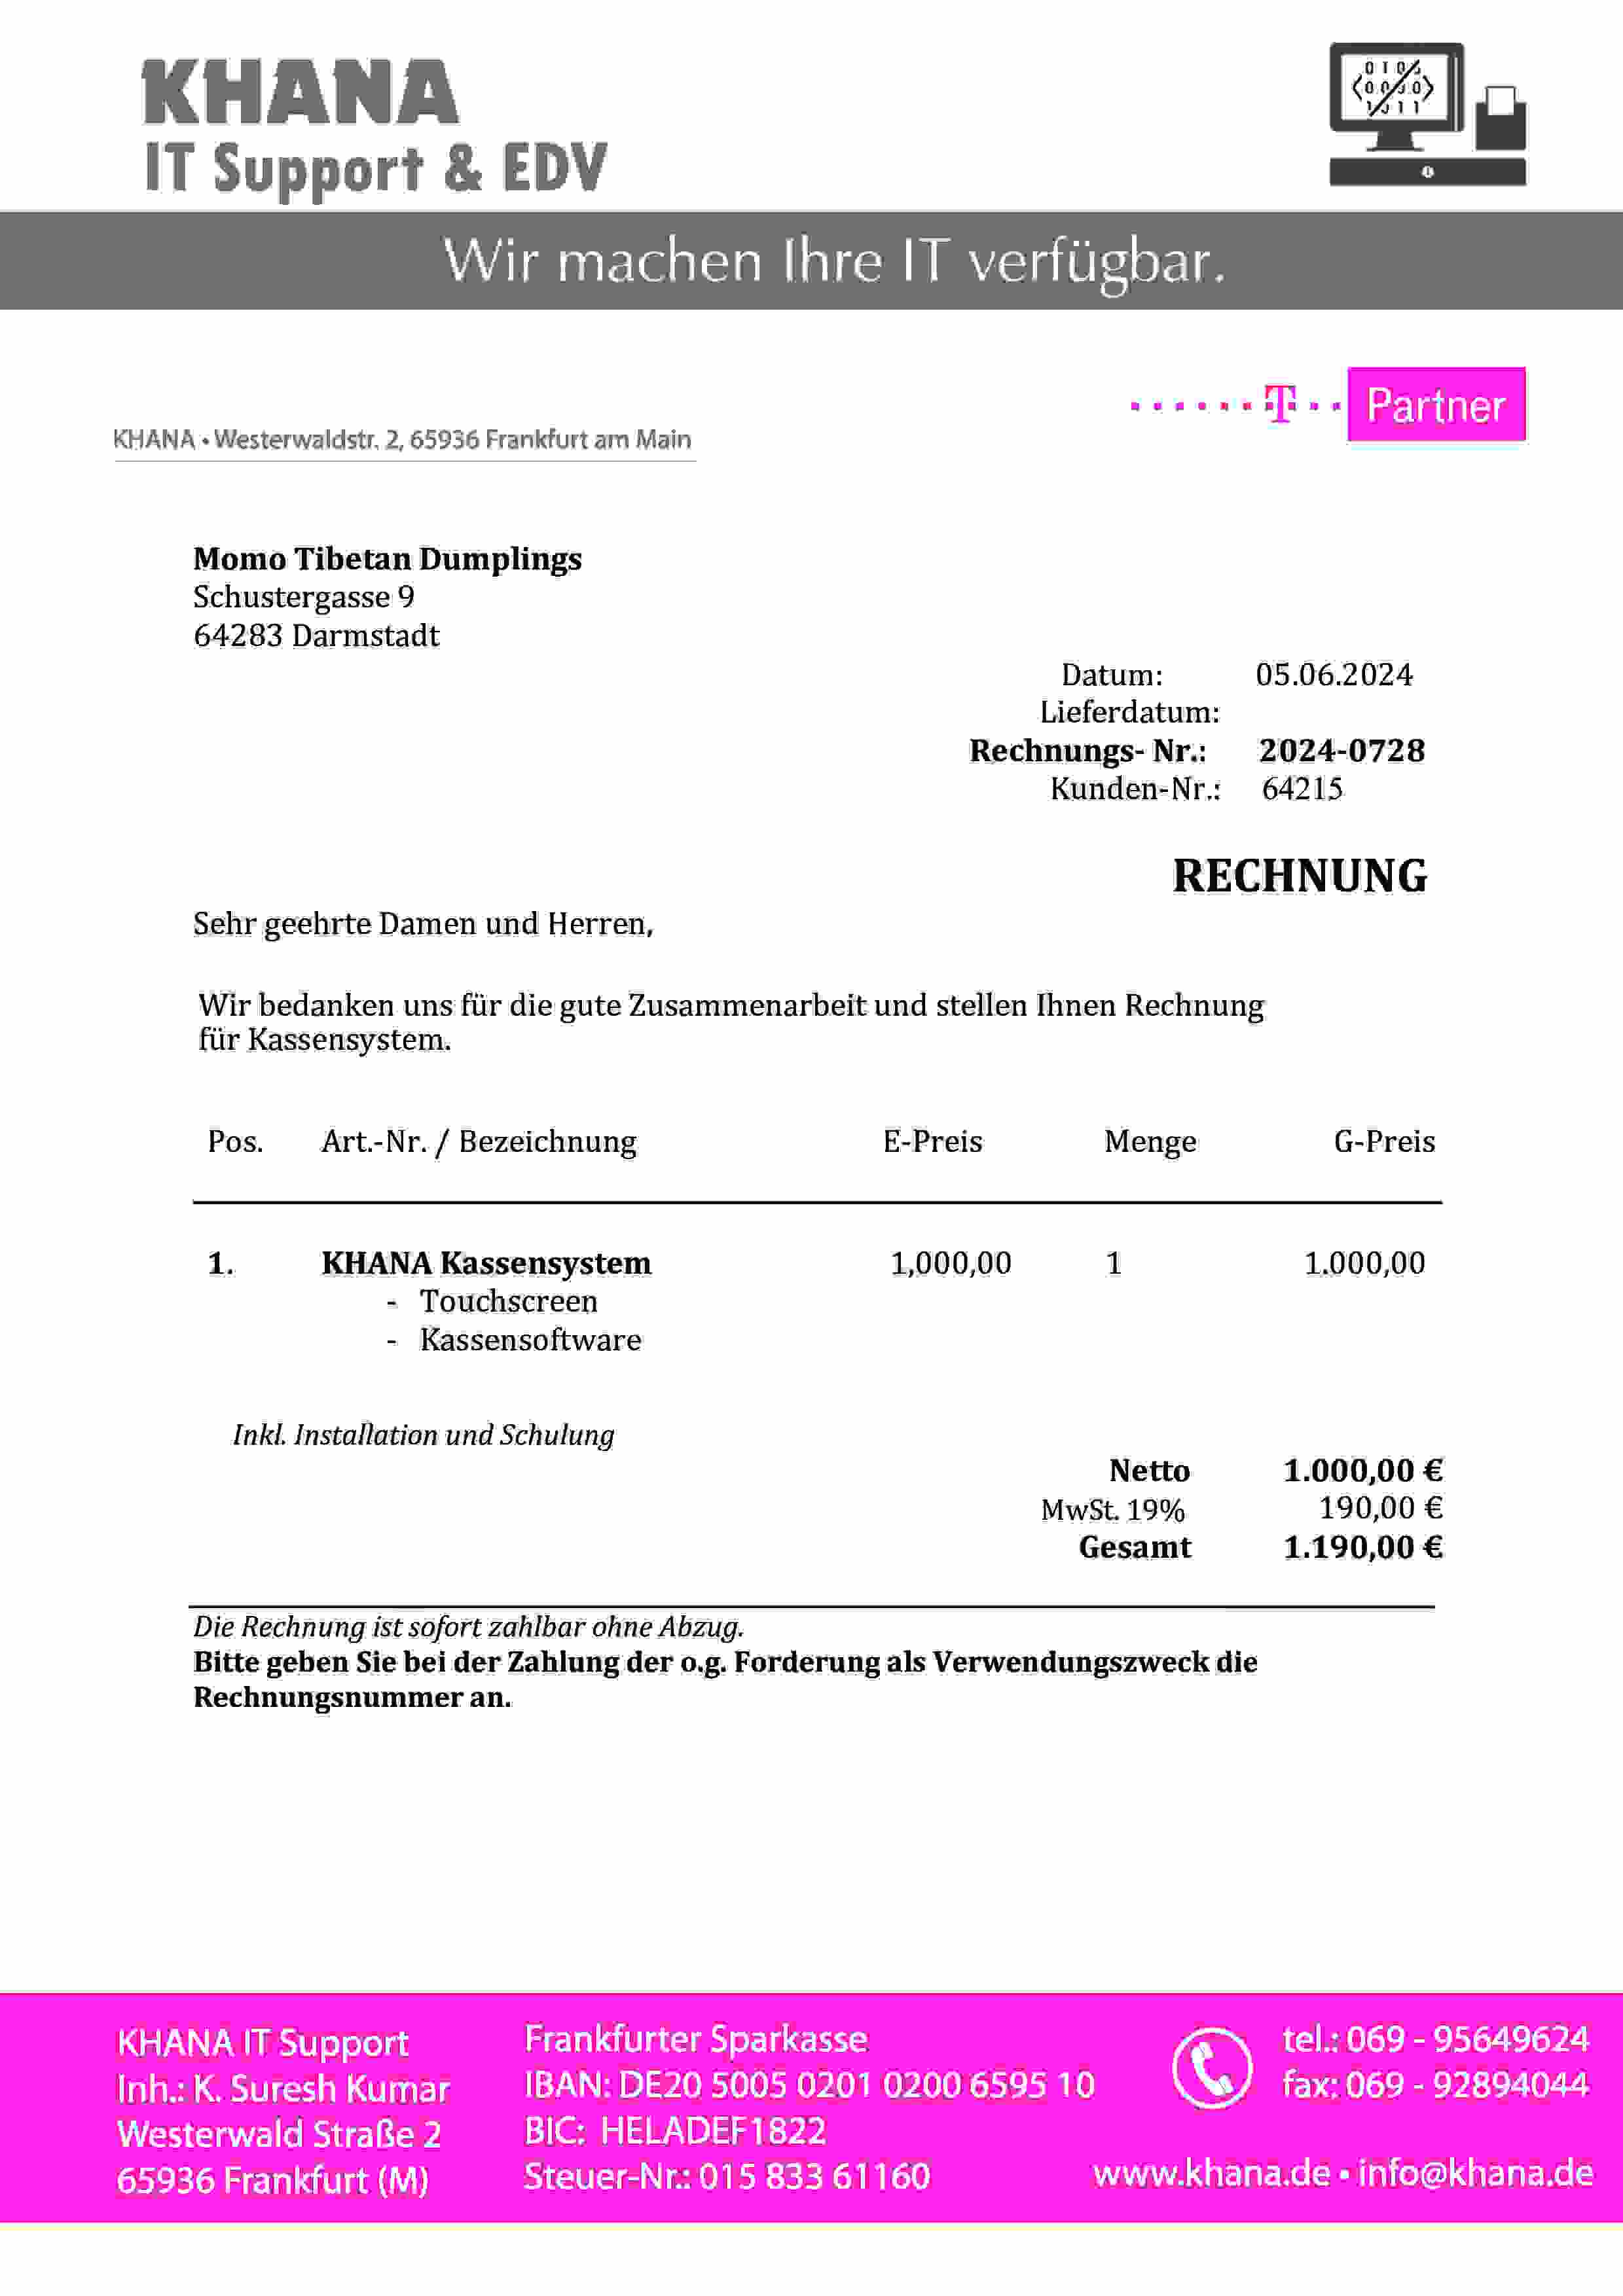 KHANA
IT Support & EDV
Wir machen Ihre IT verfügbar.
T Partner
KHANA • Westerwaldstr. 2, 65936 Frankfurt am Main
Momo Tibetan Dumplings
Schustergasse 9
64283 Darmstadt
Datum: 05.06.2024
Lieferdatum:
Rechnungs- Nr.: 2024-0728
Kunden-Nr.: 64215
RECHNUNG
Sehr geehrte Damen und Herren,
Wir bedanken uns für die gute Zusammenarbeit und stellen Ihnen Rechnung
für Kassensystem.
Pos. Art.-Nr. / Bezeichnung E-Preis Menge G-Preis
1. KHANA Kassensystem 1,000,00 1 1.000,00
- Touchscreen
- Kassensoftware
Inkl. Installation und Schulung
Netto 1.000,00 €
MwSt. 19% 190,00 €
Gesamt 1.190,00 €
Die Rechnung ist sofort zahlbar ohne Abzug.
Bitte geben Sie bei der Zahlung der o.g. Forderung als Verwendungszweck die
Rechnungsnummer an.
KHANA IT Support
Inh.: K. Suresh Kumar
Westerwald Straße 2
65936 Frankfurt (M)
Frankfurter Sparkasse
IBAN: DE20 5005 0201 0200 6595 10
BIC: HELADEF1822
Steuer-Nr.: 015 833 61160
tel.: 069 - 95649624
fax: 069 - 92894044
www.khana.de • info@khana.de